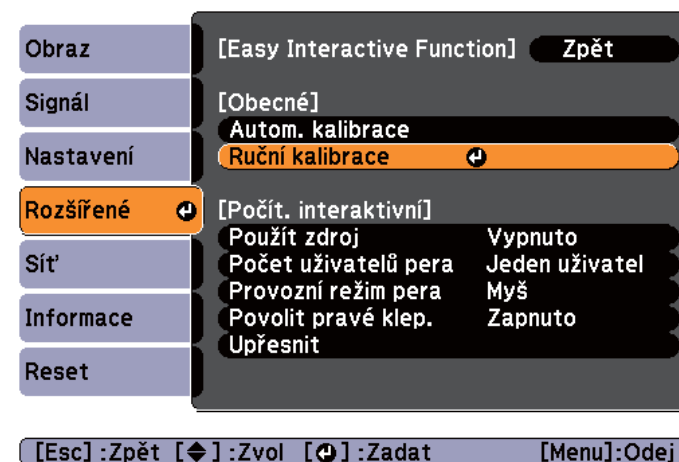 Obraz
Signál
Nastavení
Rozšířené
Síť
Informace
Reset
[Easy Interactive Function] Zpět
[Obecné]
Autom. kalibrace
Ruční kalibrace
[Počít. interaktivní]
Použít zdroj Vypnuto
Počet uživatelů pera Jeden uživatel
Provozní režim pera Myš
Povolit pravé klep. Zapnuto
Upřesnit
[Esc] :Zpět [◆] :Zvol [↵] :Zadat [Menu]:Odej